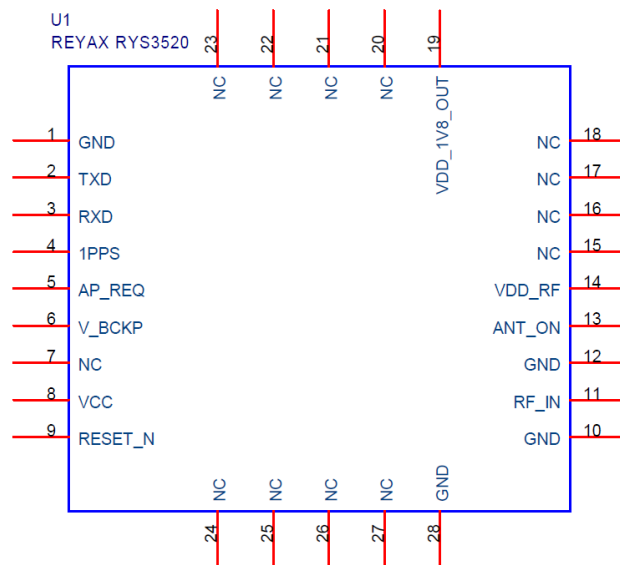 U1
REYAX RYS3520
23
22
21
20
19
NC
NC
NC
NC
VDD_1V8_OUT
1
GND
2
TXD
3
RXD
4
1PPS
5
AP_REQ
6
V_BCKP
7
NC
8
VCC
9
RESET_N
NC
18
NC
17
NC
16
NC
15
VDD_RF
14
ANT_ON
13
GND
12
RF_IN
11
GND
10
NC
NC
NC
NC
GND
24
25
26
27
28